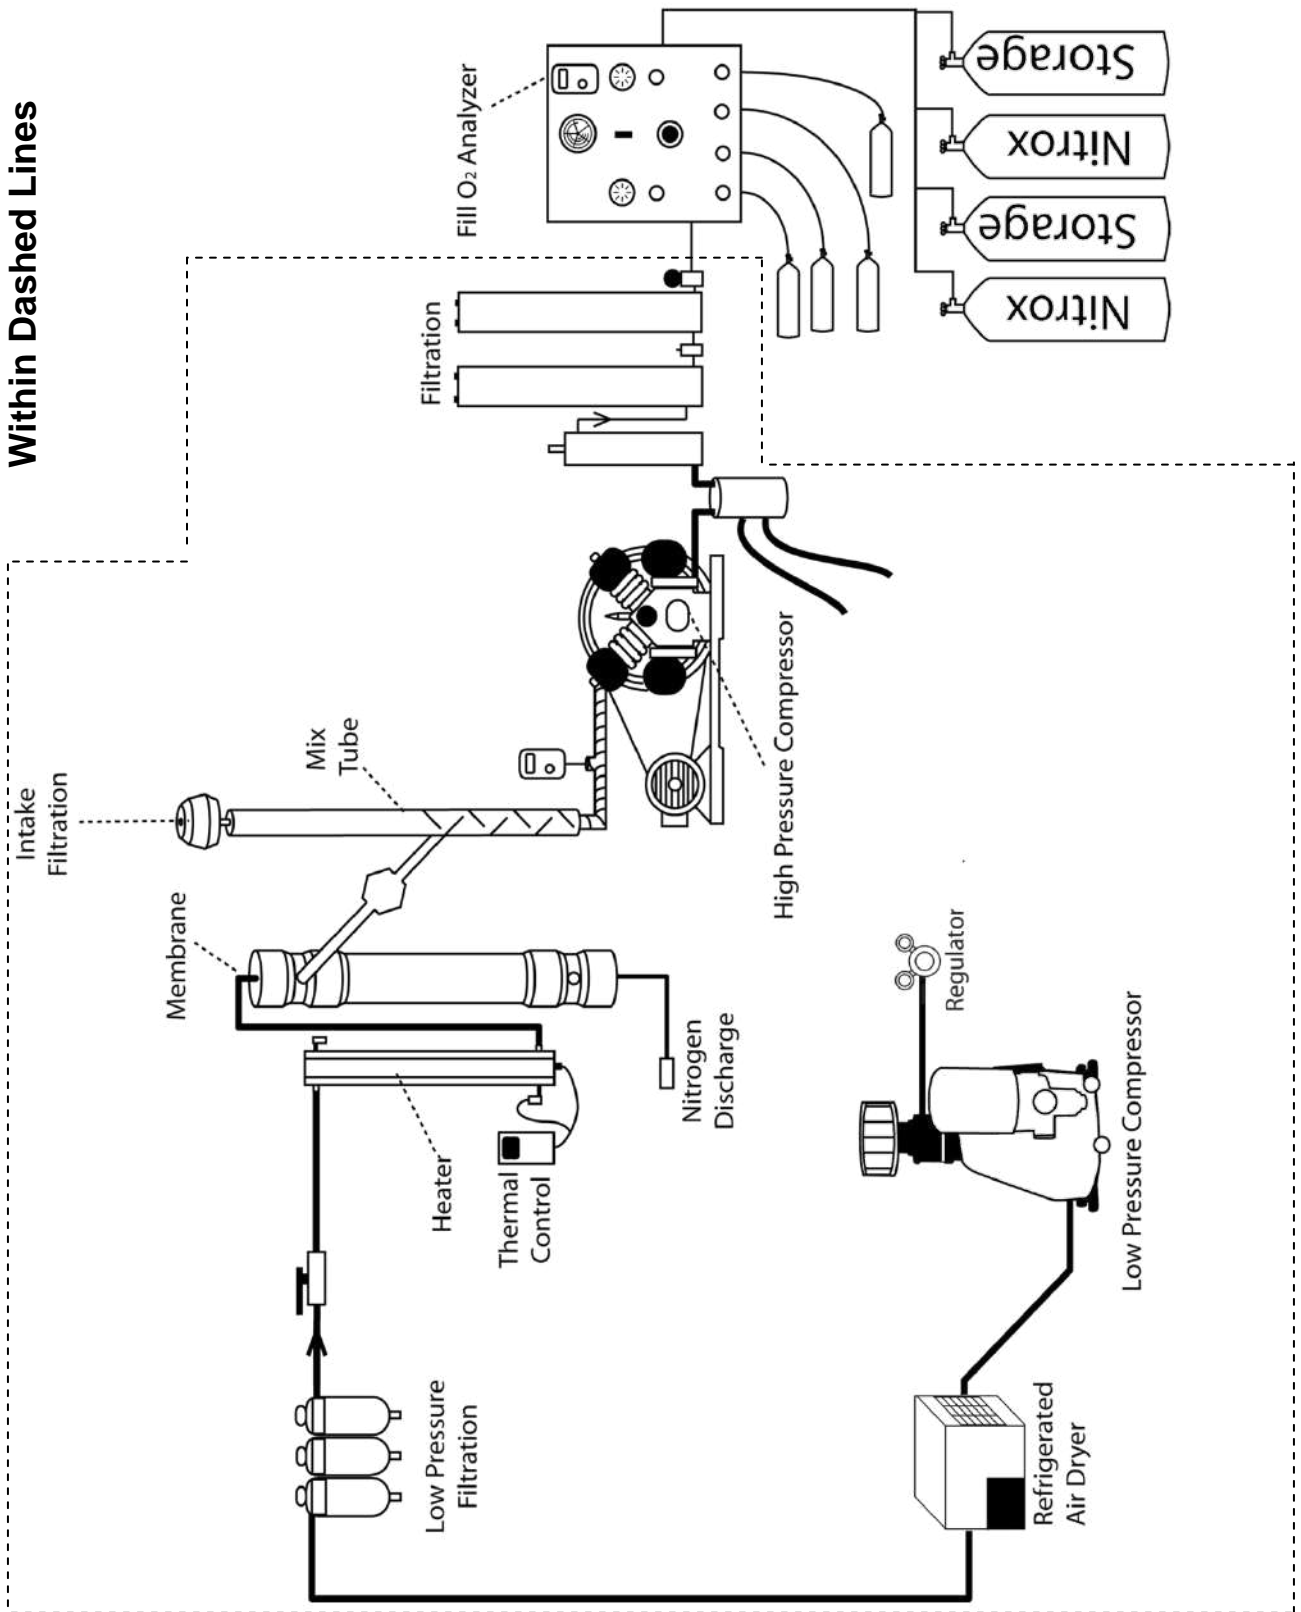 Within Dashed Lines
Intake
Filtration
Mix
Tube
Membrane
Filtration
Fill O₂ Analyzer
Storage
Nitrox
Storage
Nitrox
High Pressure Compressor
Nitrogen
Discharge
Heater
Thermal
Control
Low Pressure
Filtration
Regulator
Low Pressure Compressor
Refrigerated
Air Dryer